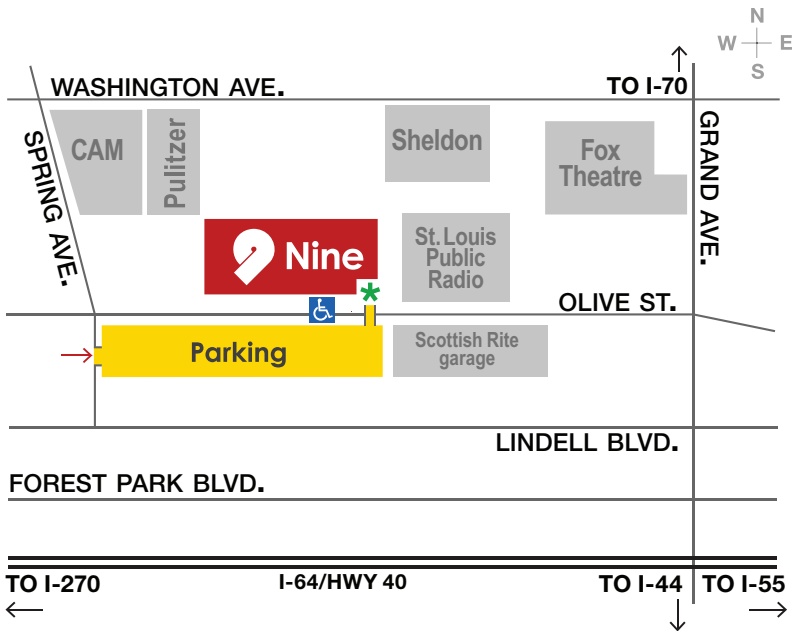 N
W E
S
WASHINGTON AVE.
TO I-70
SPRING AVE.
CAM
Pulitzer
Sheldon
Fox
Theatre
GRAND AVE.
Nine
St. Louis
Public
Radio
*
OLIVE ST.
Parking
Scottish Rite
garage
LINDELL BLVD.
FOREST PARK BLVD.
TO I-270
I-64/HWY 40
TO I-44
TO I-55